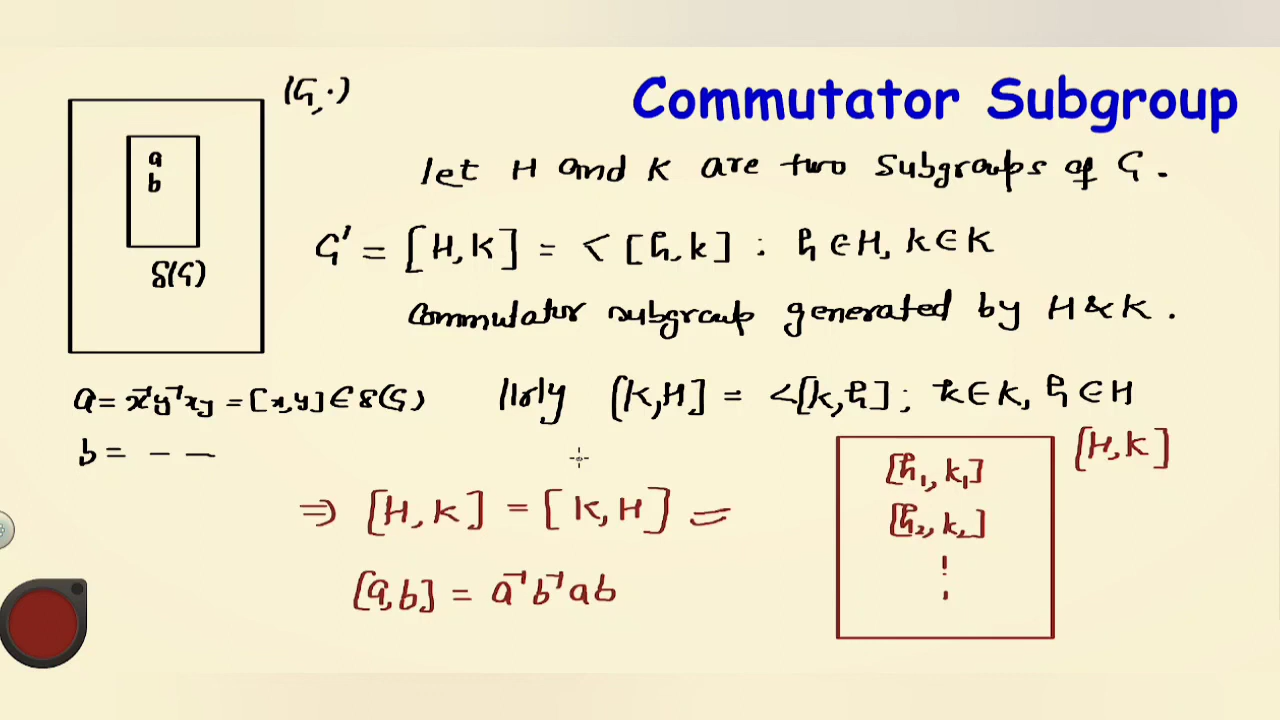 Commutator Subgroup
(G, ·)
a
b
δ(G)
let H and K are two Subgroups of G.
G' = [H, K] = < [h, k] : h ∈ H, k ∈ K
Commutator subgroup generated by H & K.
a = x⁻¹y⁻¹xy = [x, y] ∈ δ(G)
b = – –
|||rly [K, H] = <[k, h] ; k ∈ K, h ∈ H
[H, K]
[h₁, k₁]
[h₂, k₂]
⇒ [H, K] = [K, H] =
[a, b] = a⁻¹b⁻¹ab